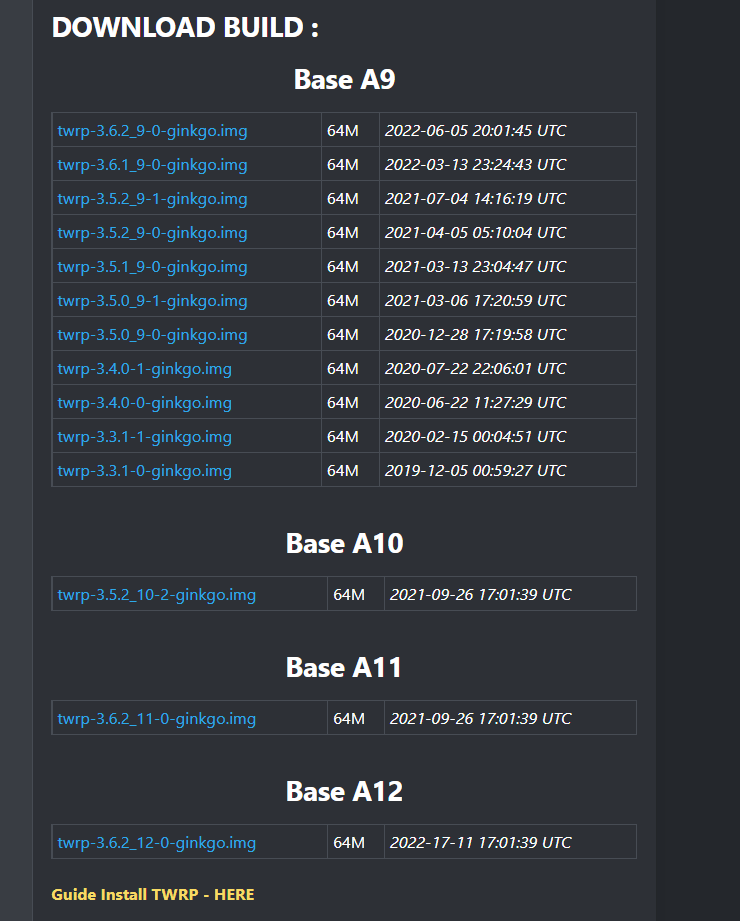 DOWNLOAD BUILD :
Base A9
twrp-3.6.2_9-0-ginkgo.img 64M 2022-06-05 20:01:45 UTC
twrp-3.6.1_9-0-ginkgo.img 64M 2022-03-13 23:24:43 UTC
twrp-3.5.2_9-1-ginkgo.img 64M 2021-07-04 14:16:19 UTC
twrp-3.5.2_9-0-ginkgo.img 64M 2021-04-05 05:10:04 UTC
twrp-3.5.1_9-0-ginkgo.img 64M 2021-03-13 23:04:47 UTC
twrp-3.5.0_9-1-ginkgo.img 64M 2021-03-06 17:20:59 UTC
twrp-3.5.0_9-0-ginkgo.img 64M 2020-12-28 17:19:58 UTC
twrp-3.4.0-1-ginkgo.img 64M 2020-07-22 22:06:01 UTC
twrp-3.4.0-0-ginkgo.img 64M 2020-06-22 11:27:29 UTC
twrp-3.3.1-1-ginkgo.img 64M 2020-02-15 00:04:51 UTC
twrp-3.3.1-0-ginkgo.img 64M 2019-12-05 00:59:27 UTC
Base A10
twrp-3.5.2_10-2-ginkgo.img 64M 2021-09-26 17:01:39 UTC
Base A11
twrp-3.6.2_11-0-ginkgo.img 64M 2021-09-26 17:01:39 UTC
Base A12
twrp-3.6.2_12-0-ginkgo.img 64M 2022-17-11 17:01:39 UTC
Guide Install TWRP - HERE